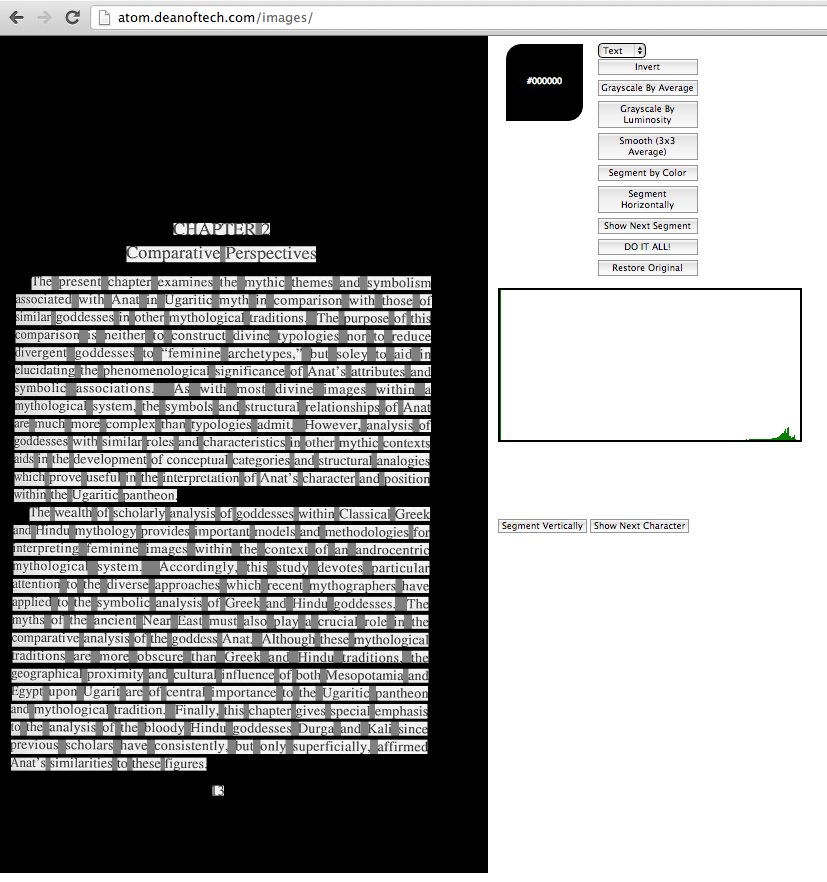 atom.deanoftech.com/images/
#000000
Text
Invert
Grayscale By Average
Grayscale By
Luminosity
Smooth (3x3
Average)
Segment by Color
Segment
Horizontally
Show Next Segment
DO IT ALL!
Restore Original
Segment Vertically
Show Next Character
CHAPTER 2
Comparative Perspectives
The present chapter examines the mythic themes and symbolism
associated with Anat in Ugaritic myth in comparison with those of
similar goddesses in other mythological traditions. The purpose of this
comparison is neither to construct divine typologies nor to reduce
divergent goddesses to “feminine archetypes,” but soley to aid in
elucidating the phenomenological significance of Anat’s attributes and
symbolic associations. As with most divine images within a
mythological system, the symbols and structural relationships of Anat
are much more complex than typologies admit. However, analysis of
goddesses with similar roles and characteristics in other mythic contexts
aids in the development of conceptual categories and structural analogies
which prove useful in the interpretation of Anat’s character and position
within the Ugaritic pantheon.
The wealth of scholarly analysis of goddesses within Classical Greek
and Hindu mythology provides important models and methodologies for
interpreting feminine images within the context of an androcentric
mythological system. Accordingly, this study devotes particular
attention to the diverse approaches which recent mythographers have
applied to the symbolic analysis of Greek and Hindu goddesses. The
myths of the ancient Near East must also play a crucial role in the
comparative analysis of the goddess Anat. Although these mythological
traditions are more obscure than Greek and Hindu traditions, the
geographical proximity and cultural influence of both Mesopotamia and
Egypt upon Ugarit are of central importance to the Ugaritic pantheon
and mythological tradition. Finally, this chapter gives special emphasis
to the analysis of the bloody Hindu goddesses Durga and Kali since
previous scholars have consistently, but only superficially, affirmed
Anat’s similarities to these figures.
13